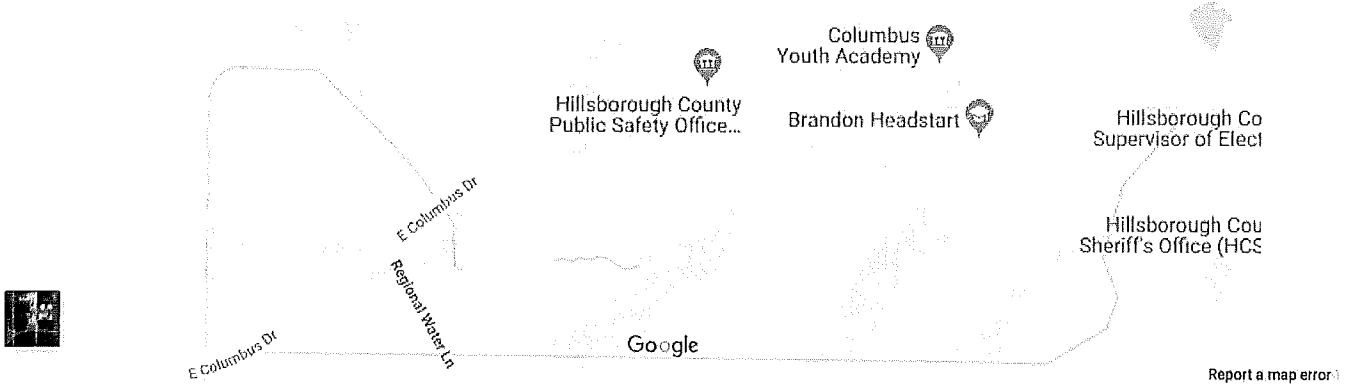 Columbus
Youth Academy
Hillsborough County
Public Safety Office...
Brandon Headstart
Hillsborough Co
Supervisor of Elect
E Columbus Dr
Hillsborough Cou
Sheriff's Office (HCS
Regional Water Ln
E Columbus Dr
Google
Report a map error